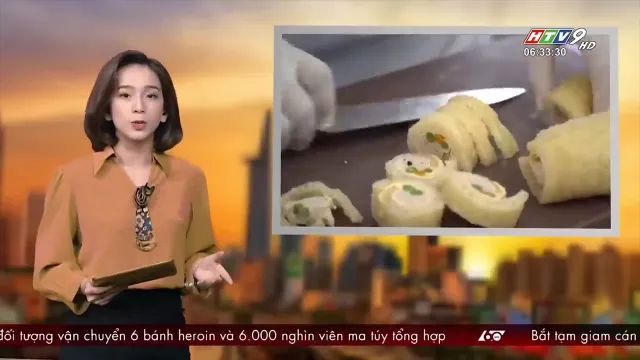 HTV9 HD
06:33:30
đối tượng vận chuyển 6 bánh heroin và 6.000 nghìn viên ma túy tổng hợp
60
Bắt tạm giam cán